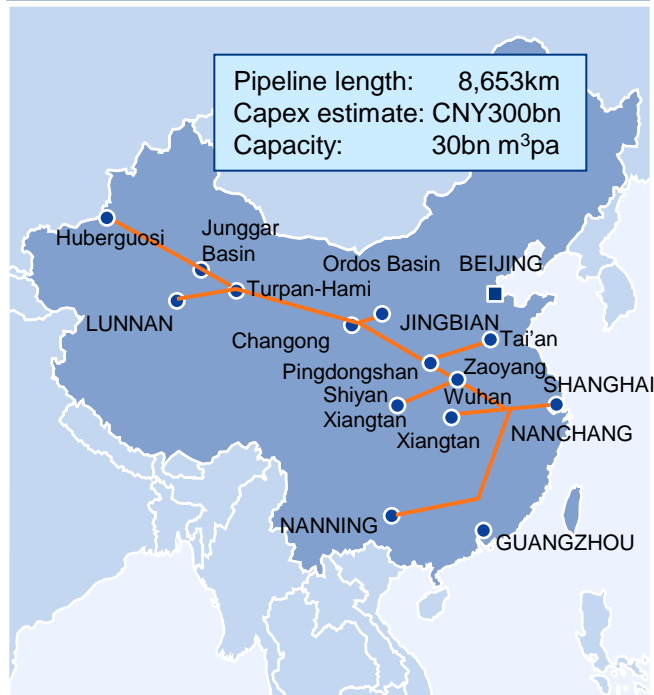 Pipeline length: 8,653km
Capex estimate: CNY300bn
Capacity: 30bn m³pa
Huberguosi
Junggar
Basin
Turpan-Hami
Ordos Basin
BEIJING
LUNNAN
Changong
JINGBIAN
Tai'an
Pingdongshan
Zaoyang
Shiyan
Xiangtan
Wuhan
Xiangtan
SHANGHAI
NANCHANG
NANNING
GUANGZHOU